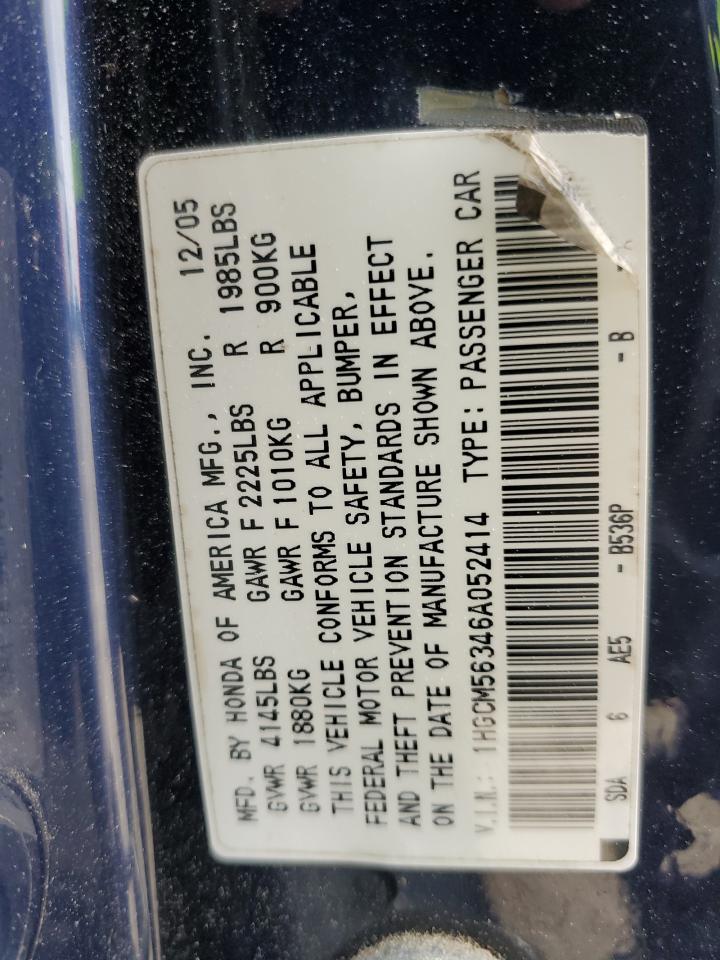 MFD. BY HONDA OF AMERICA MFG., INC. 12/05
GVWR 4145LBS GAWR F 2225LBS R 1985LBS
GVWR 1880KG GAWR F 1010KG R 900KG
THIS VEHICLE CONFORMS TO ALL APPLICABLE
FEDERAL MOTOR VEHICLE SAFETY, BUMPER,
AND THEFT PREVENTION STANDARDS IN EFFECT
ON THE DATE OF MANUFACTURE SHOWN ABOVE.
V.I.N.: 1HGCM56346A052414 TYPE: PASSENGER CAR
SDA 6 AE5 - B536P - B -